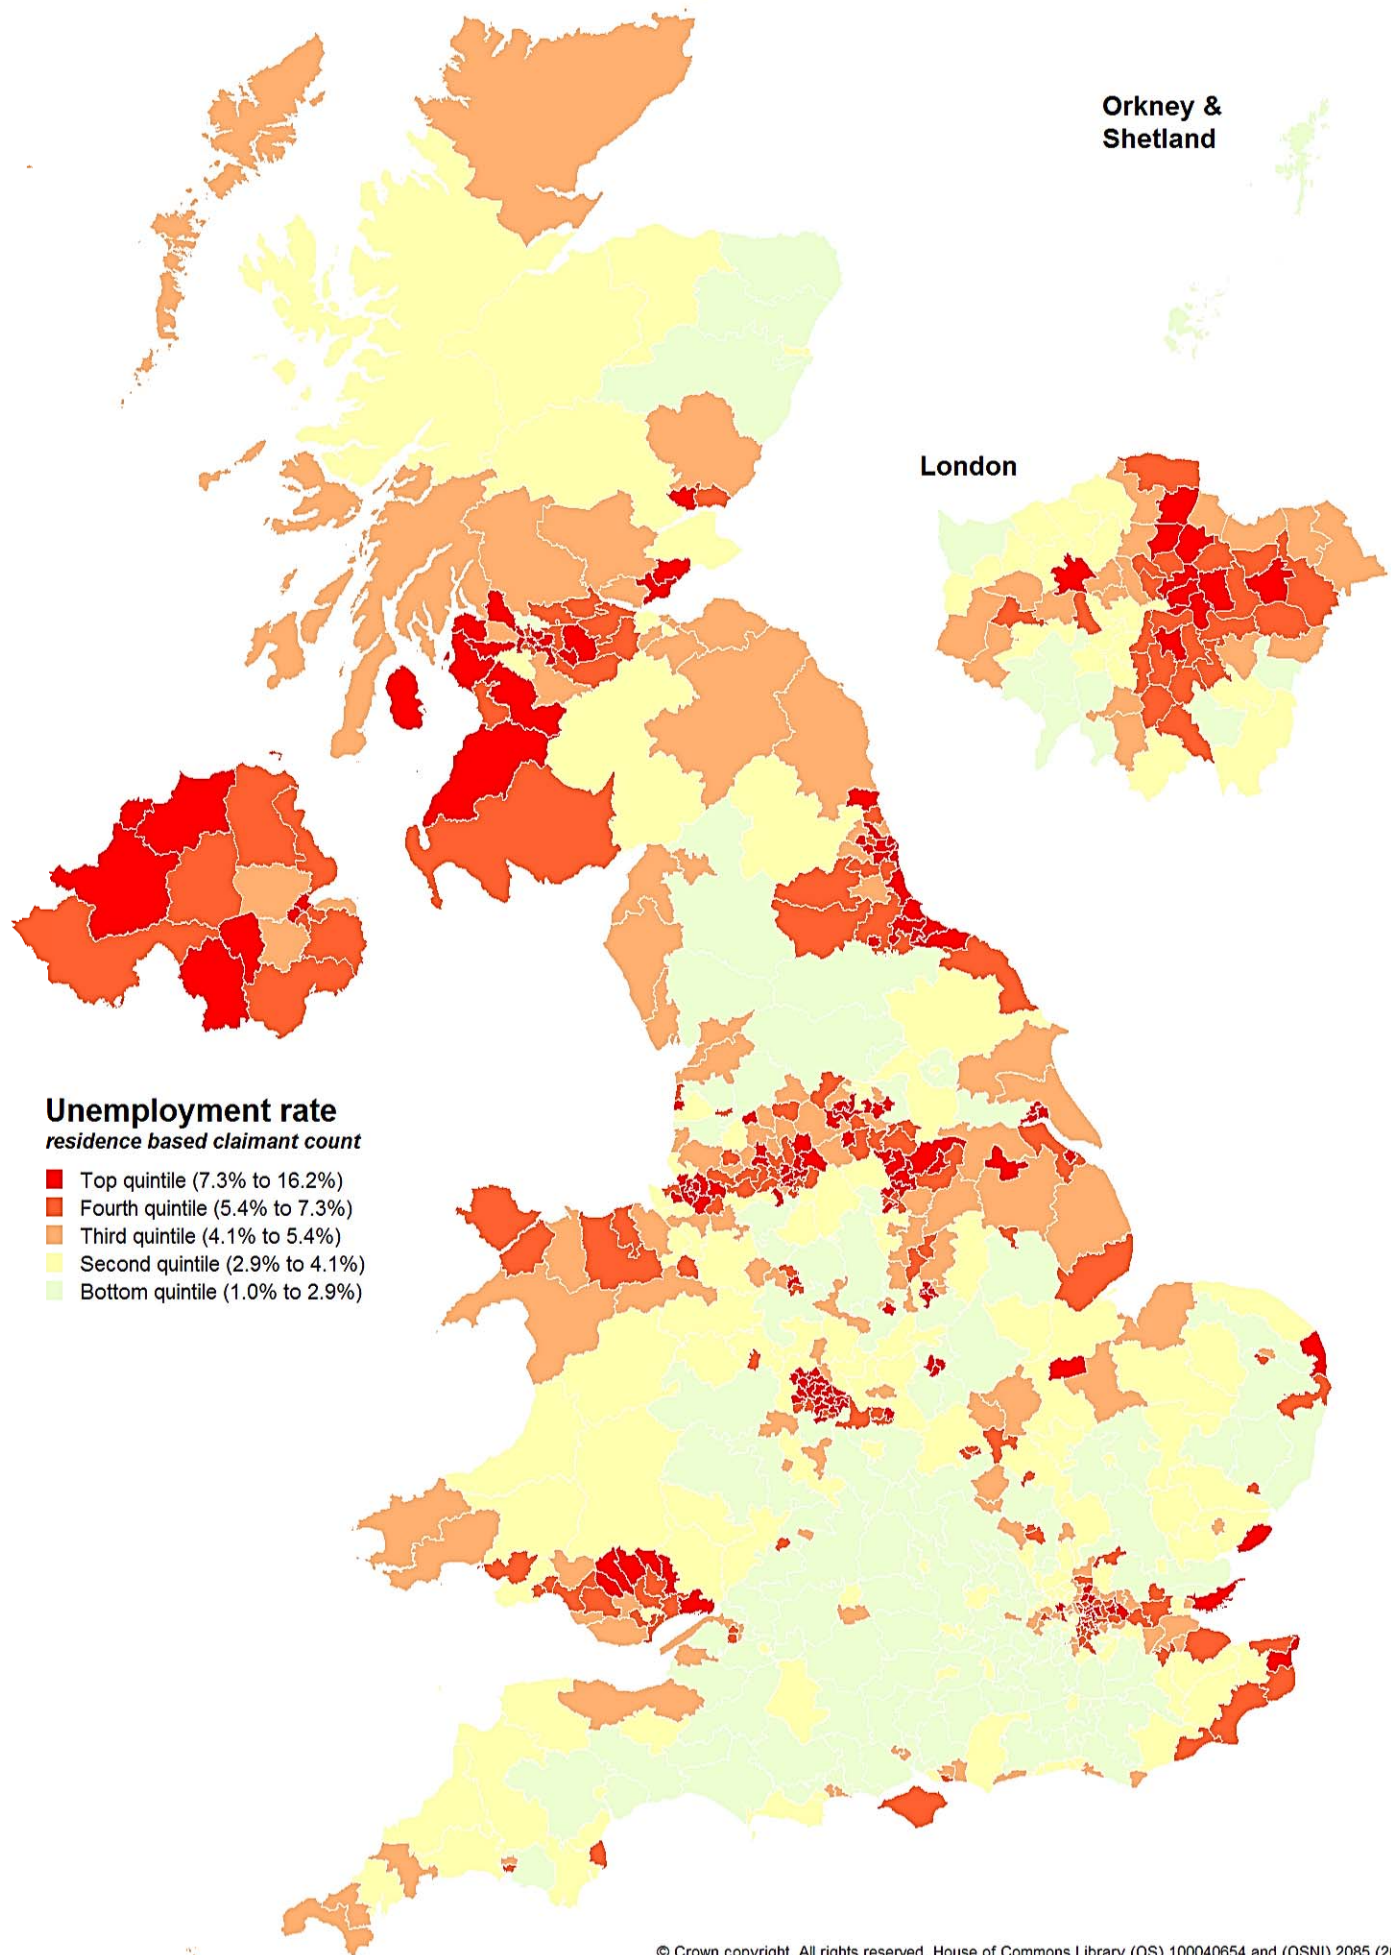 Orkney &
Shetland
London
Unemployment rate
residence based claimant count
Top quintile (7.3% to 16.2%)
Fourth quintile (5.4% to 7.3%)
Third quintile (4.1% to 5.4%)
Second quintile (2.9% to 4.1%)
Bottom quintile (1.0% to 2.9%)
© Crown copyright. All rights reserved. House of Commons Library (OS) 100040654 and (OSNI) 2085